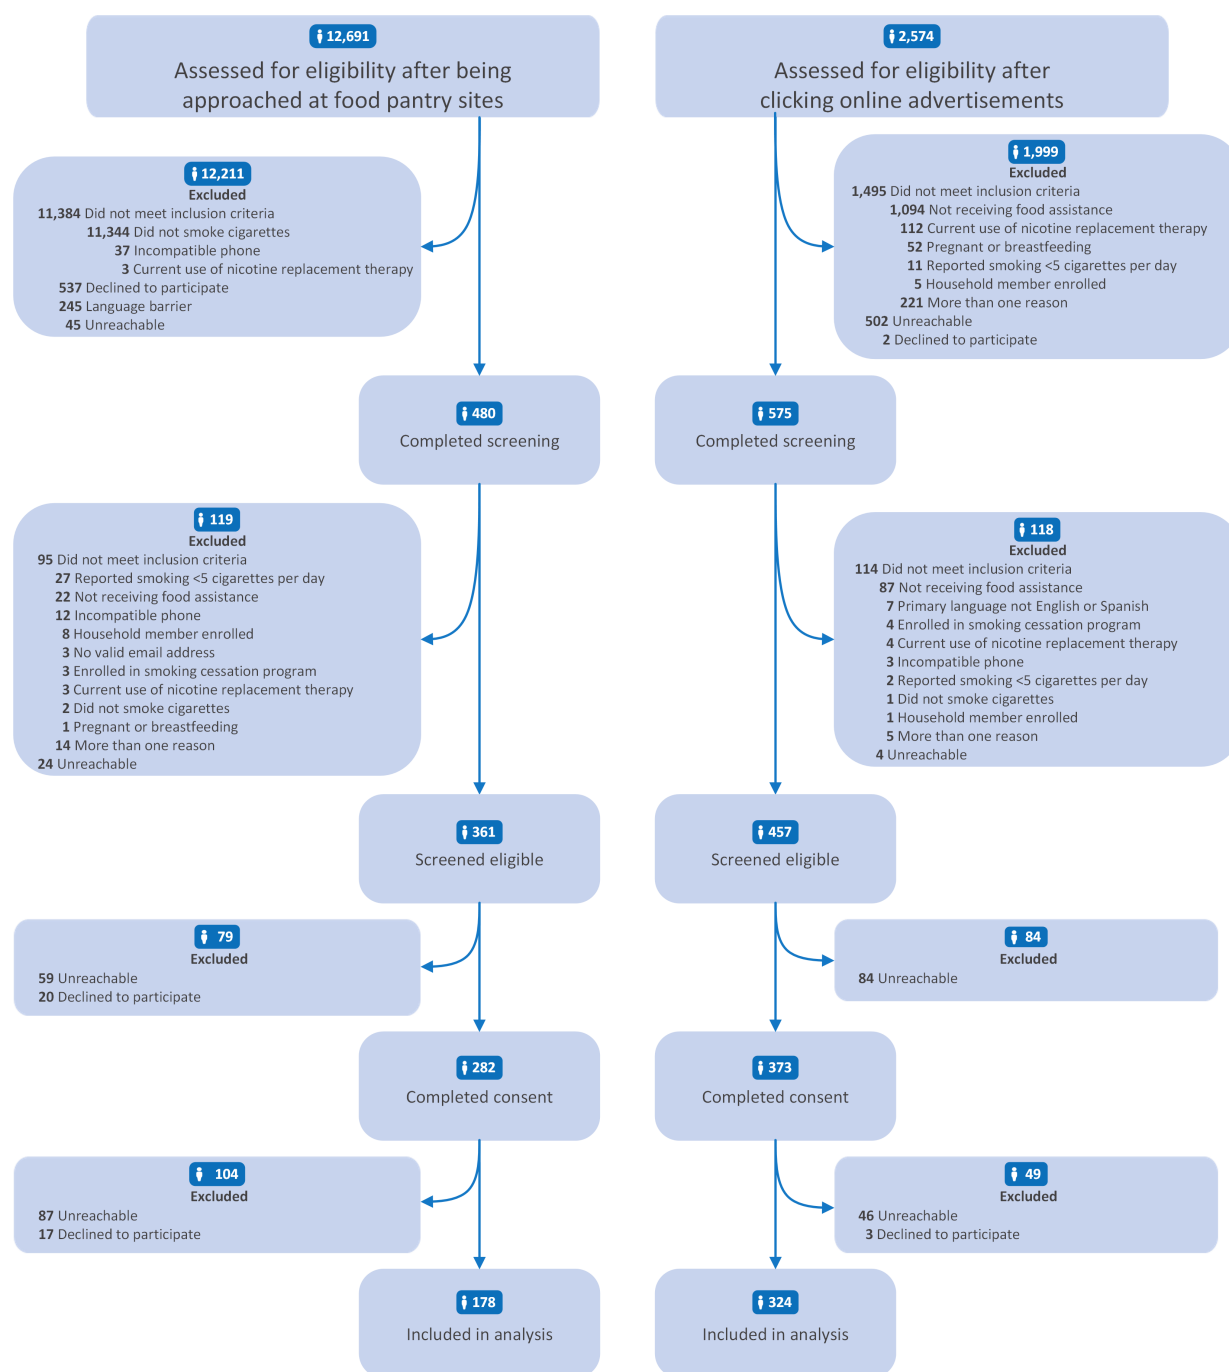 12,691
Assessed for eligibility after being
approached at food pantry sites
12,211
Excluded
11,384 Did not meet inclusion criteria
11,344 Did not smoke cigarettes
37 Incompatible phone
3 Current use of nicotine replacement therapy
537 Declined to participate
245 Language barrier
45 Unreachable
480
Completed screening
119
Excluded
95 Did not meet inclusion criteria
27 Reported smoking <5 cigarettes per day
22 Not receiving food assistance
12 Incompatible phone
8 Household member enrolled
3 No valid email address
3 Enrolled in smoking cessation program
3 Current use of nicotine replacement therapy
2 Did not smoke cigarettes
1 Pregnant or breastfeeding
14 More than one reason
24 Unreachable
361
Screened eligible
79
Excluded
59 Unreachable
20 Declined to participate
282
Completed consent
104
Excluded
87 Unreachable
17 Declined to participate
178
Included in analysis
2,574
Assessed for eligibility after
clicking online advertisements
1,999
Excluded
1,495 Did not meet inclusion criteria
1,094 Not receiving food assistance
112 Current use of nicotine replacement therapy
52 Pregnant or breastfeeding
11 Reported smoking <5 cigarettes per day
5 Household member enrolled
221 More than one reason
502 Unreachable
2 Declined to participate
575
Completed screening
118
Excluded
114 Did not meet inclusion criteria
87 Not receiving food assistance
7 Primary language not English or Spanish
4 Enrolled in smoking cessation program
4 Current use of nicotine replacement therapy
3 Incompatible phone
2 Reported smoking <5 cigarettes per day
1 Did not smoke cigarettes
1 Household member enrolled
5 More than one reason
4 Unreachable
457
Screened eligible
84
Excluded
84 Unreachable
373
Completed consent
49
Excluded
46 Unreachable
3 Declined to participate
324
Included in analysis